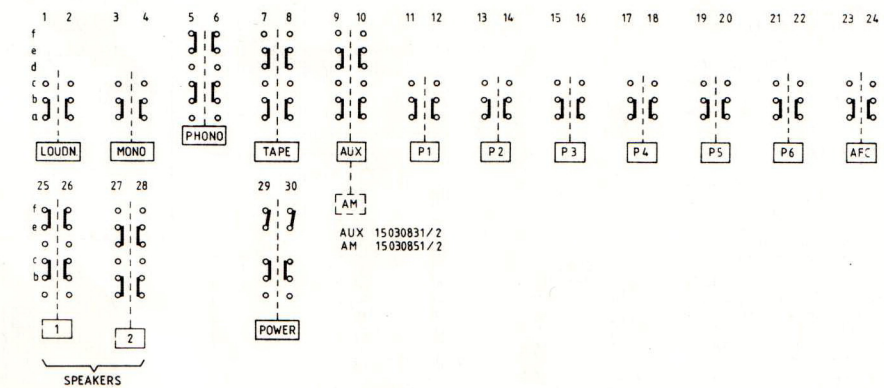 1 2 3 4 5 6 7 8 9 10 11 12 13 14 15 16 17 18 19 20 21 22 23 24
f
e
d
c
b
a
LOUDN. MONO PHONO TAPE AUX P1 P2 P3 P4 P5 P6 AFC
25 26 27 28 29 30
AM
f
e
c
b
AUX 15030831/2
AM 15030851/2
1 2 POWER
SPEAKERS